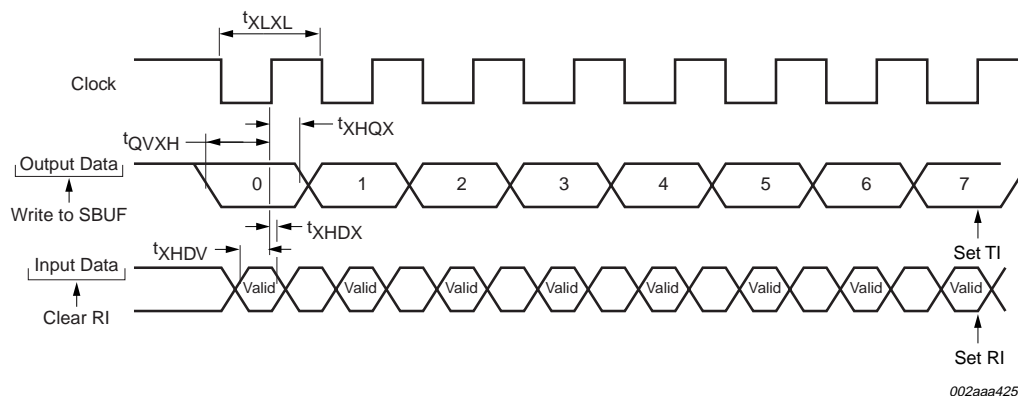 tXLXL
Clock
tXHQX
tQVXH
Output Data
0 1 2 3 4 5 6 7
Write to SBUF
tXHDX
Set TI
tXHDV
Input Data
Valid Valid Valid Valid Valid Valid Valid Valid
Clear RI
Set RI
002aaa425